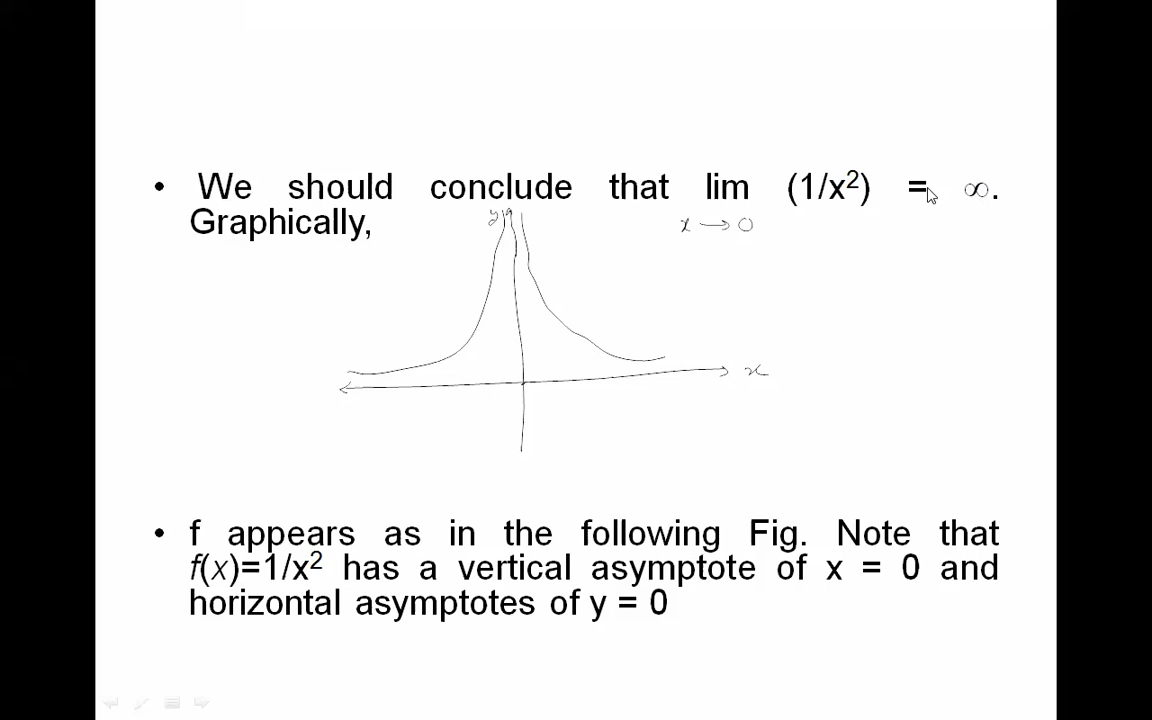 • We should conclude that lim (1/x²) = ∞.
Graphically,
x → 0
y
x
• f appears as in the following Fig. Note that
f(x)=1/x² has a vertical asymptote of x = 0 and
horizontal asymptotes of y = 0